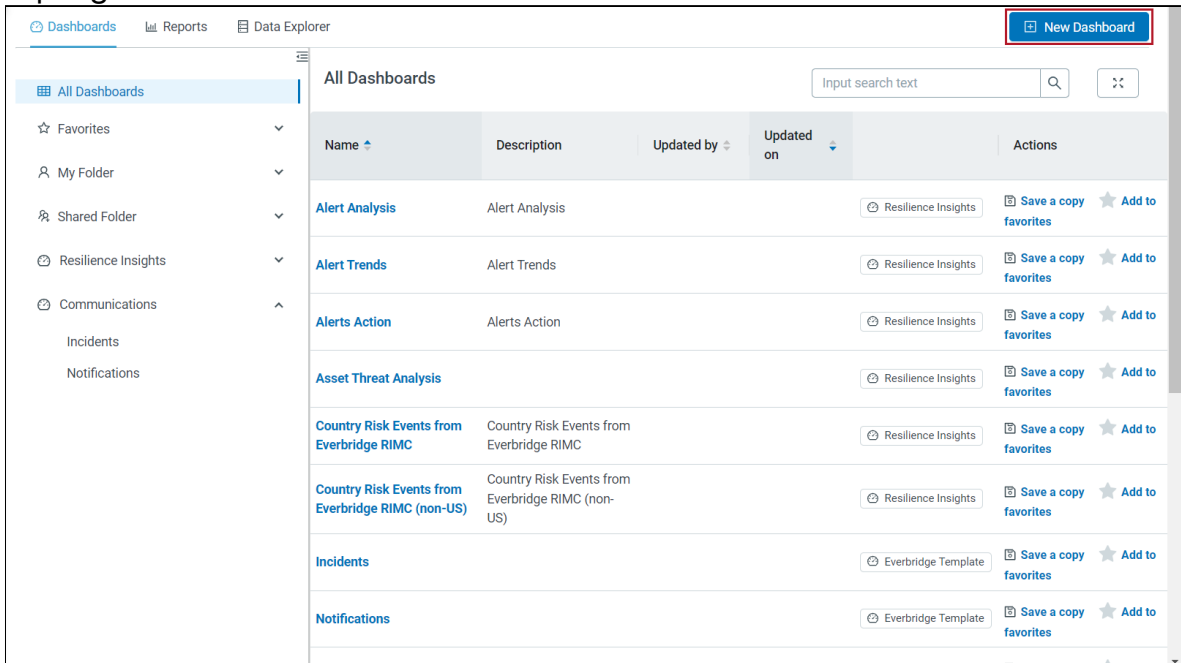 Dashboards Reports Data Explorer New Dashboard
All Dashboards
Favorites
My Folder
Shared Folder
Resilience Insights
Communications
Incidents
Notifications
All Dashboards Input search text
Name Description Updated by Updated on Actions
Alert Analysis Alert Analysis Resilience Insights Save a copy Add to
favorites
Alert Trends Alert Trends Resilience Insights Save a copy Add to
favorites
Alerts Action Alerts Action Resilience Insights Save a copy Add to
favorites
Asset Threat Analysis Resilience Insights Save a copy Add to
favorites
Country Risk Events from Country Risk Events from Resilience Insights Save a copy Add to
Everbridge RIMC Everbridge RIMC favorites
Country Risk Events from Country Risk Events from Resilience Insights Save a copy Add to
Everbridge RIMC (non-US) Everbridge RIMC (non- favorites
US)
Incidents Everbridge Template Save a copy Add to
favorites
Notifications Everbridge Template Save a copy Add to
favorites